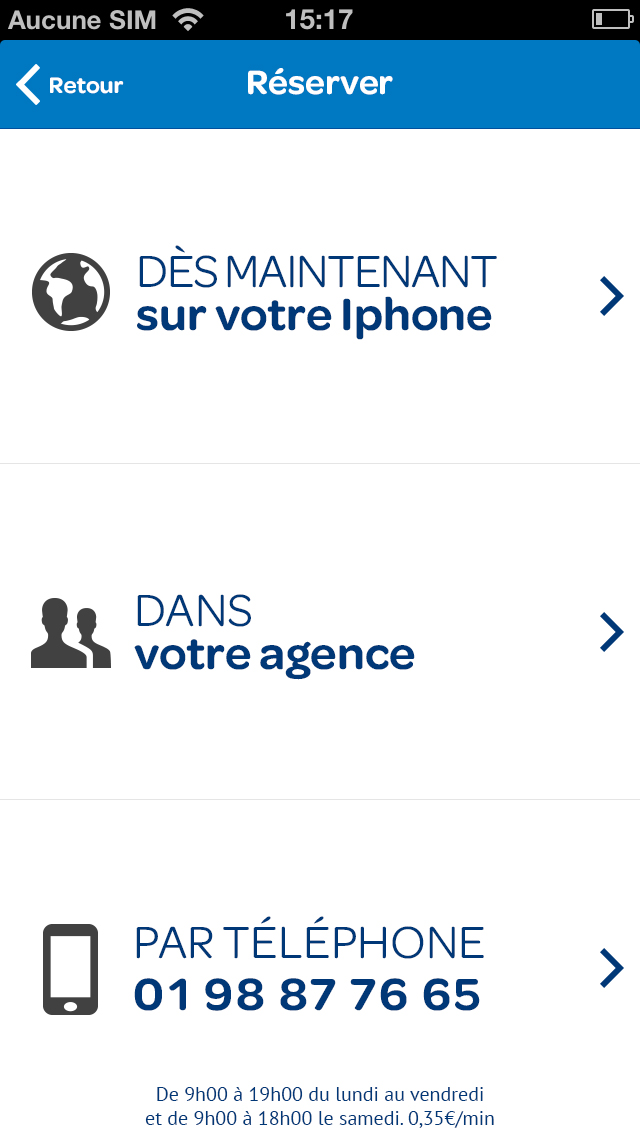 Aucune SIM 15:17
Retour Réserver
DÈS MAINTENANT
sur votre Iphone
DANS
votre agence
PAR TÉLÉPHONE
01 98 87 76 65
De 9h00 à 19h00 du lundi au vendredi
et de 9h00 à 18h00 le samedi. 0,35€/min